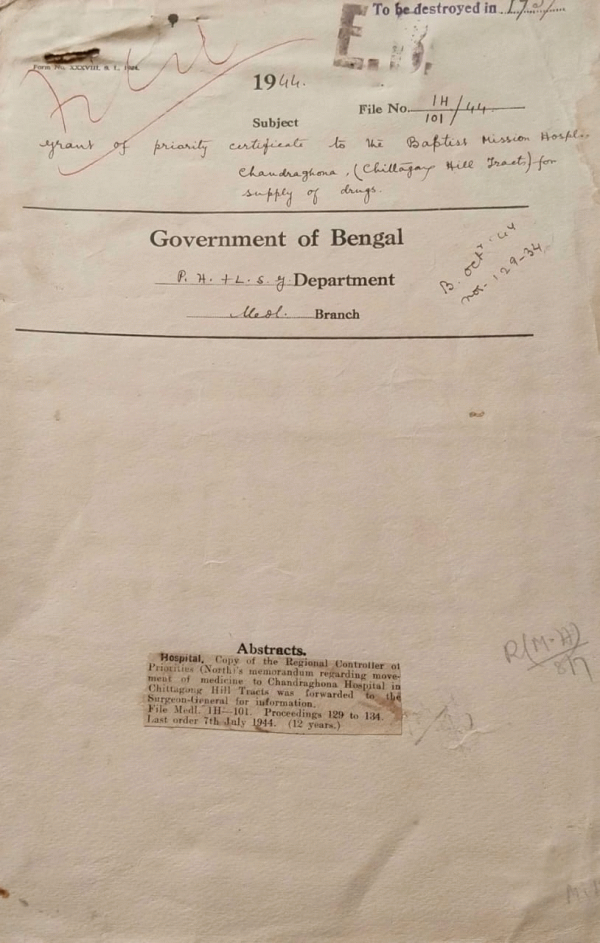 To be destroyed in
E.B.
Form No. XXXVIII, S. I.,
1944.
File No. 1H/101/44.
Subject
grant of priority certificate to the Baptist Mission Hospl.
Chandraghona, (Chittagong Hill Tracts) for
supply of drugs.
Government of Bengal
P. H. & L. S. G. Department
Medl. Branch
B. Oct. 44
nos. 129-34
R(M-H)
8/7
Abstracts.
Hospital. Copy of the Regional Controller of
Priorities (North)'s memorandum regarding move-
ment of medicine to Chandraghona Hospital in
Chittagong Hill Tracts was forwarded to the
Surgeon-General for information.
File Medl. 1H—101. Proceedings 129 to 134.
Last order 7th July 1944. (12 years.)